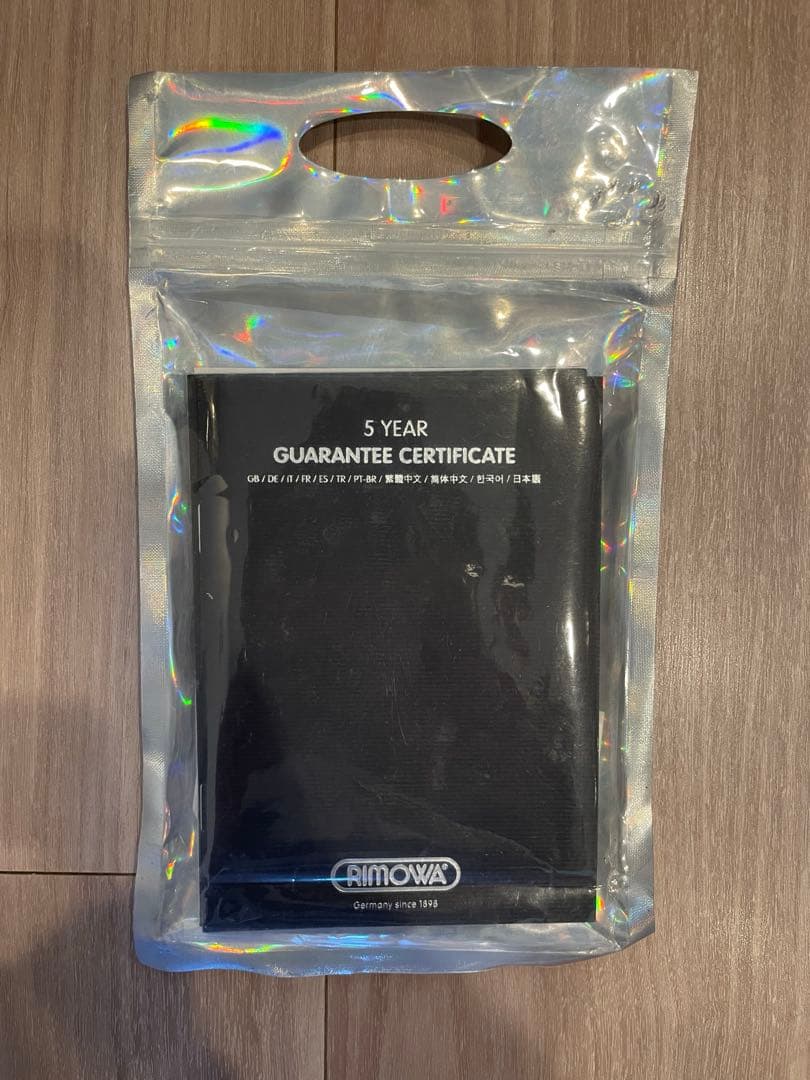 5 YEAR
GUARANTEE CERTIFICATE
GB / DE / IT / FR / ES / TR / PT-BR / 繁體中文 / 简体中文 / 한국어 / 日本語
RIMOWA®
Germany since 1898